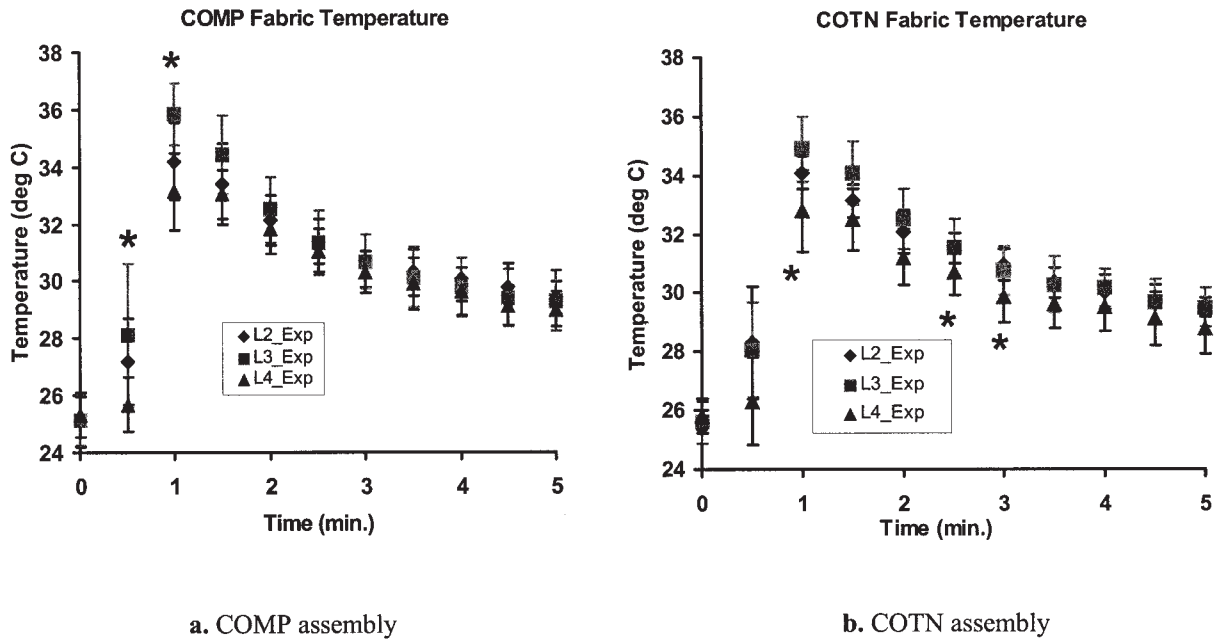 COMP Fabric Temperature
38
36
34
32
30
28
26
24
Temperature (deg C)
*
*
L2_Exp
L3_Exp
L4_Exp
0
1
2
3
4
5
Time (min.)
a. COMP assembly
COTN Fabric Temperature
38
36
34
32
30
28
26
24
Temperature (deg C)
*
*
*
L2_Exp
L3_Exp
L4_Exp
0
1
2
3
4
5
Time (min.)
b. COTN assembly